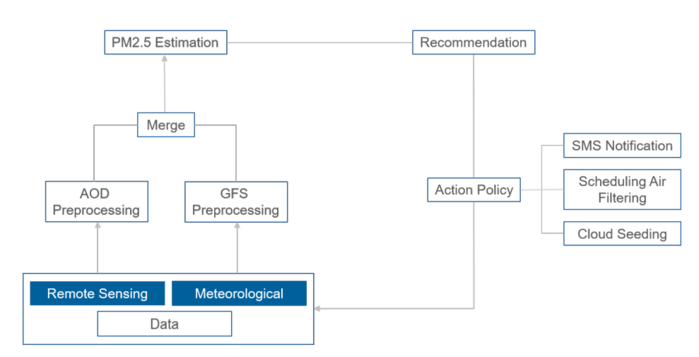 PM2.5 Estimation
Recommendation
Merge
SMS Notification
AOD
Preprocessing
GFS
Preprocessing
Action Policy
Scheduling Air
Filtering
Cloud Seeding
Remote Sensing
Meteorological
Data